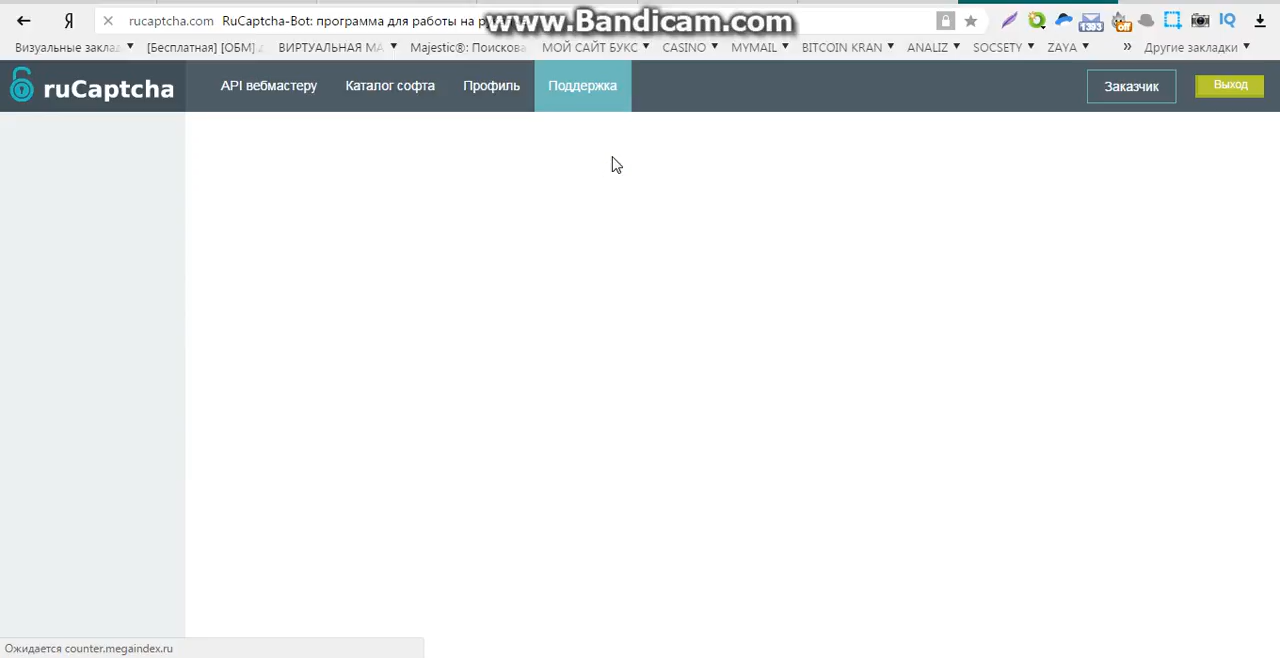 Я rucaptcha.com RuCaptcha-Bot: программа для работы на р
www.Bandicam.com
Визуальные заклад [Бесплатная] [ОБМ] ВИРТУАЛЬНАЯ МА Majestic®: Поискова МОЙ САЙТ БУКС CASINO MYMAIL BITCOIN KRAN ANALIZ SOCSETY ZAYA » Другие закладки
ruCaptcha API вебмастеру Каталог софта Профиль Поддержка Заказчик Выход
Ожидается counter.megaindex.ru